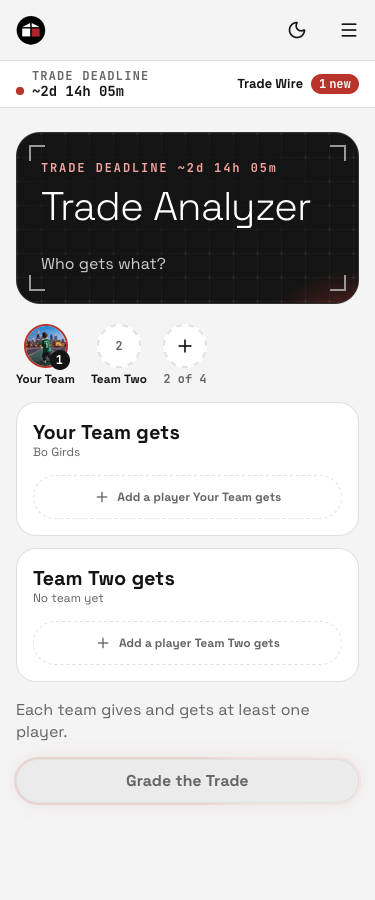 TRADE DEADLINE
~2d 14h 05m
Trade Wire
1 new
TRADE DEADLINE ~2d 14h 05m
Trade Analyzer
Who gets what?
1
2
Your Team
Team Two
2 of 4
Your Team gets
Bo Girds
Add a player Your Team gets
Team Two gets
No team yet
Add a player Team Two gets
Each team gives and gets at least one
player.
Grade the Trade